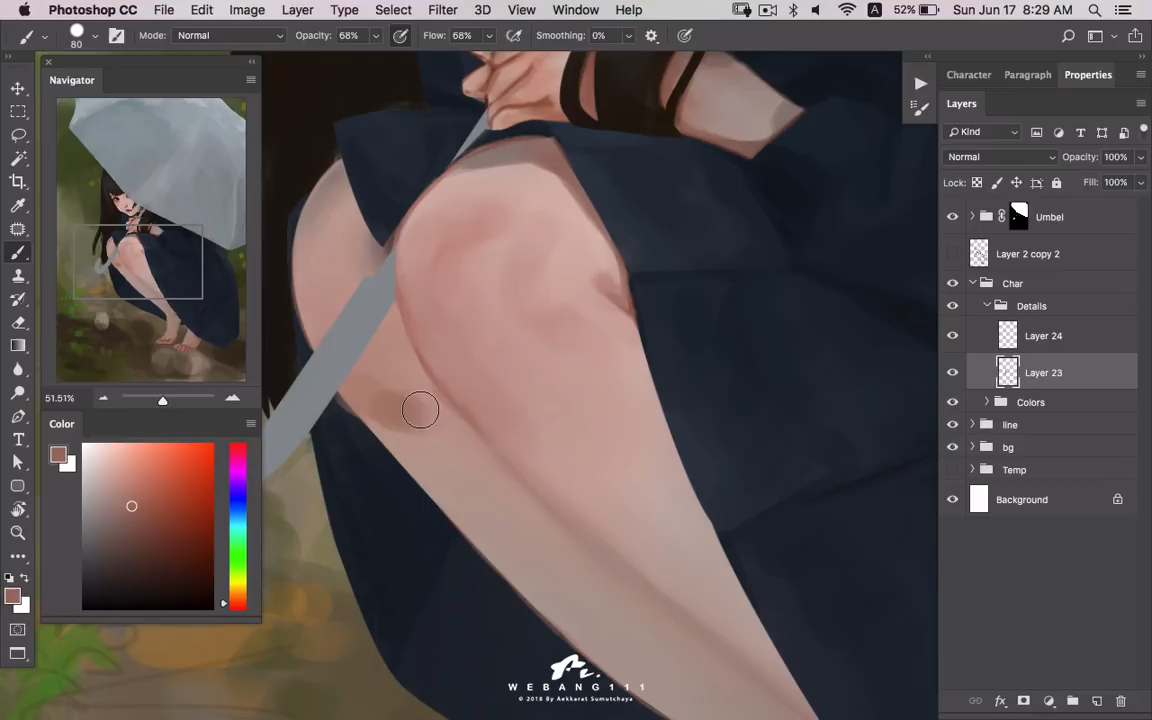 Photoshop CC File Edit Image Layer Type Select Filter 3D View Window Help A 52% Sun Jun 17 8:29 AM
80 Mode: Normal Opacity: 68% Flow: 68% Smoothing: 0%
Navigator
51.51%
Color
Character Paragraph Properties
Layers
Kind
Normal Opacity: 100%
Lock: Fill: 100%
Umbel
Layer 2 copy 2
Char
Details
Layer 24
Layer 23
Colors
line
bg
Temp
Background
fx
WEBANG111
© 2018 By Aekkarat Sumutchaya